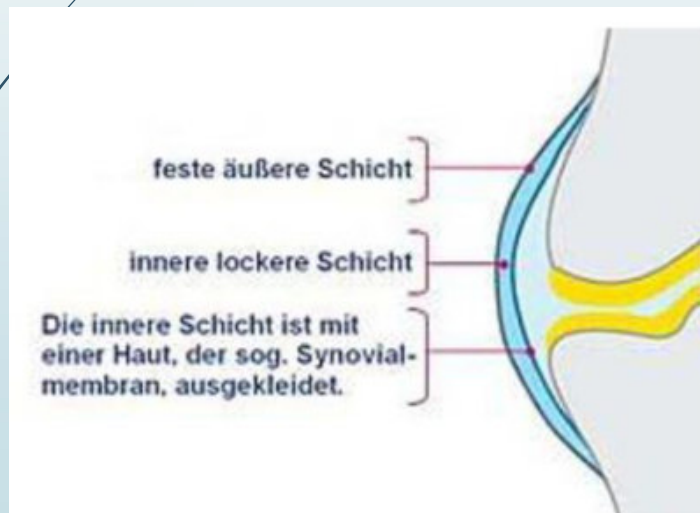 feste äußere Schicht
innere lockere Schicht
Die innere Schicht ist mit
einer Haut, der sog. Synovial-
membran, ausgekleidet.